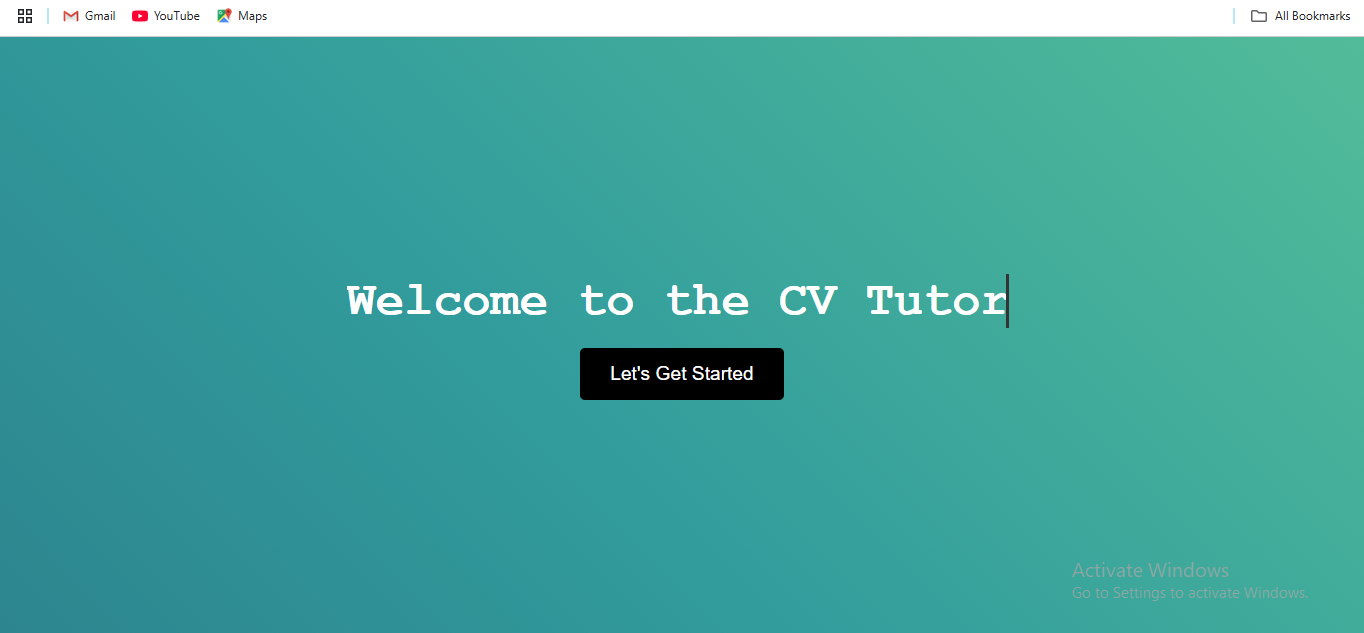 Gmail YouTube Maps All Bookmarks
Welcome to the CV Tutor
Let's Get Started
Activate Windows
Go to Settings to activate Windows.